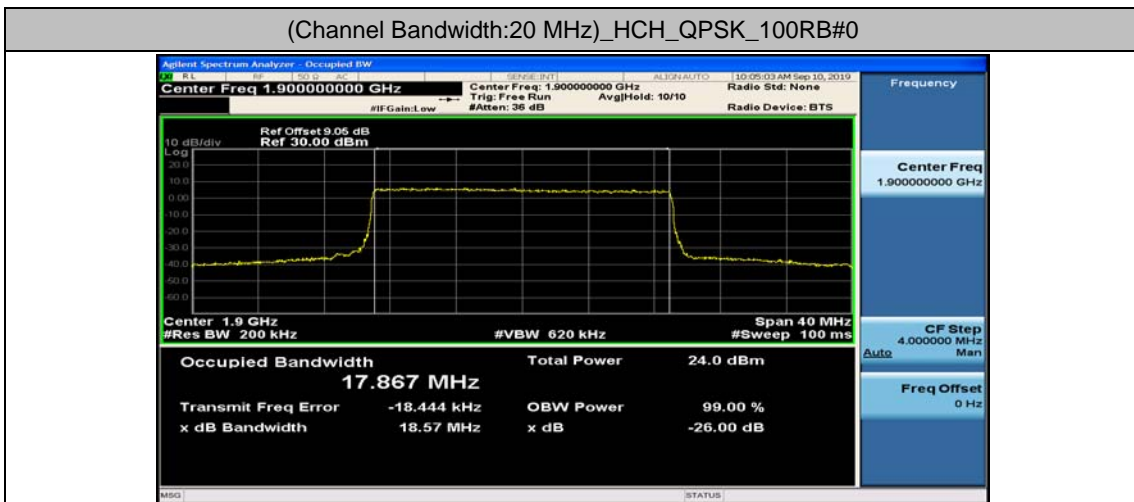 (Channel Bandwidth:20 MHz)_HCH_QPSK_100RB#0
Agilent Spectrum Analyzer - Occupied BW
RL RF 50 Ω AC SENSE:INT ALIGN AUTO 10:05:03 AM Sep 10, 2019
Center Freq 1.900000000 GHz Center Freq: 1.900000000 GHz Radio Std: None
Trig: Free Run Avg|Hold: 10/10
#IFGain:Low #Atten: 36 dB Radio Device: BTS
Frequency
Ref Offset 9.05 dB
10 dB/div Ref 30.00 dBm
Log
20.0
10.0
0.00
-10.0
-20.0
-30.0
-40.0
-50.0
-60.0
Center Freq
1.900000000 GHz
Center 1.9 GHz Span 40 MHz
#Res BW 200 kHz #VBW 620 kHz #Sweep 100 ms
CF Step
4.000000 MHz
Auto Man
Occupied Bandwidth Total Power 24.0 dBm
17.867 MHz
Transmit Freq Error -18.444 kHz OBW Power 99.00 %
x dB Bandwidth 18.57 MHz x dB -26.00 dB
Freq Offset
0 Hz
MSG STATUS